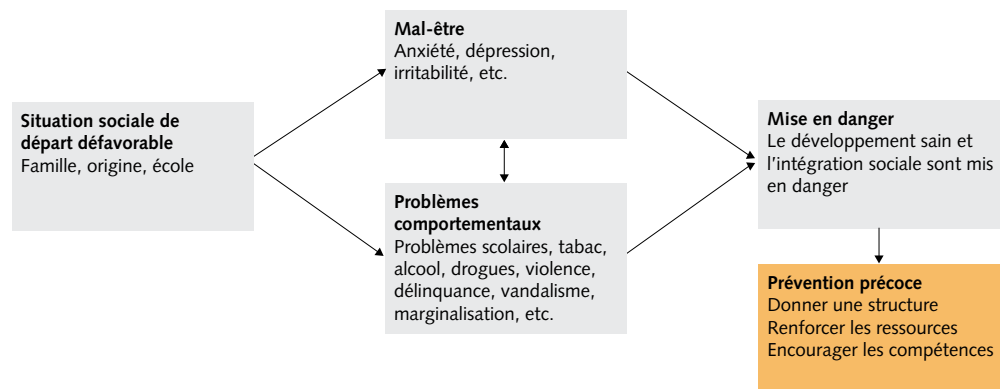 Situation sociale de
départ défavorable
Famille, origine, école
Mal-être
Anxiété, dépression,
irritabilité, etc.
Problèmes
comportementaux
Problèmes scolaires, tabac,
alcool, drogues, violence,
délinquance, vandalisme,
marginalisation, etc.
Mise en danger
Le développement sain et
l'intégration sociale sont mis
en danger
Prévention précoce
Donner une structure
Renforcer les ressources
Encourager les compétences